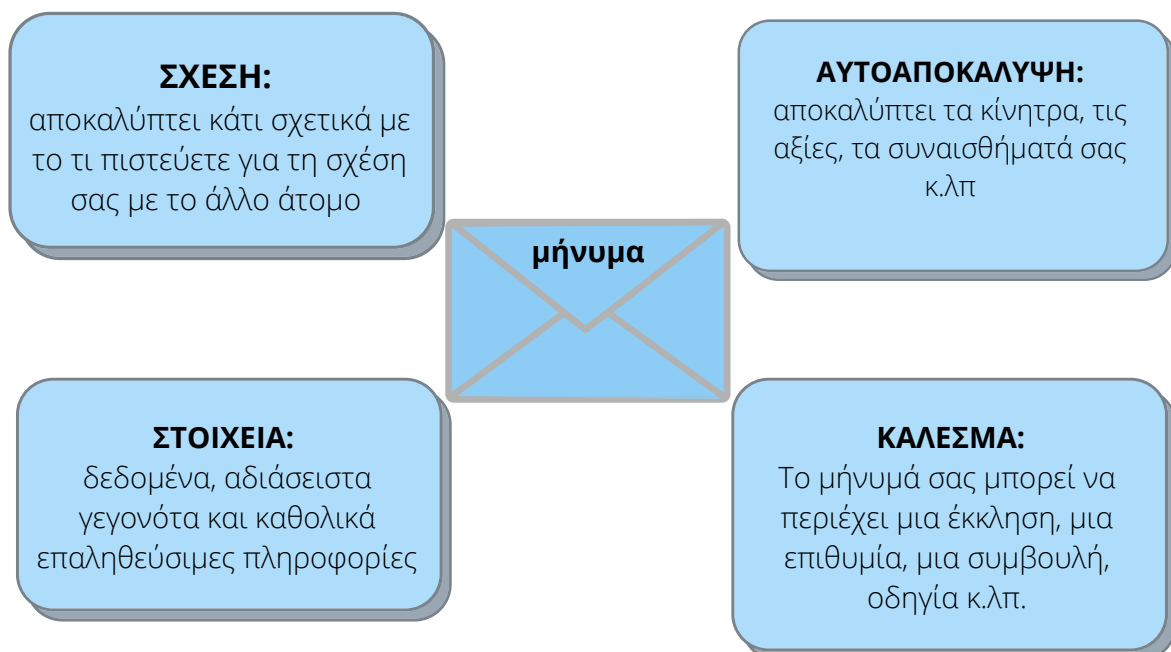 ΣΧΕΣΗ:
αποκαλύπτει κάτι σχετικά με
το τι πιστεύετε για τη σχέση
σας με το άλλο άτομο
ΑΥΤΟΑΠΟΚΑΛΥΨΗ:
αποκαλύπτει τα κίνητρα, τις
αξίες, τα συναισθήματά σας
κ.λπ
μήνυμα
ΣΤΟΙΧΕΙΑ:
δεδομένα, αδιάσειστα
γεγονότα και καθολικά
επαληθεύσιμες πληροφορίες
ΚΑΛΕΣΜΑ:
Το μήνυμά σας μπορεί να
περιέχει μια έκκληση, μια
επιθυμία, μια συμβουλή,
οδηγία κ.λπ.